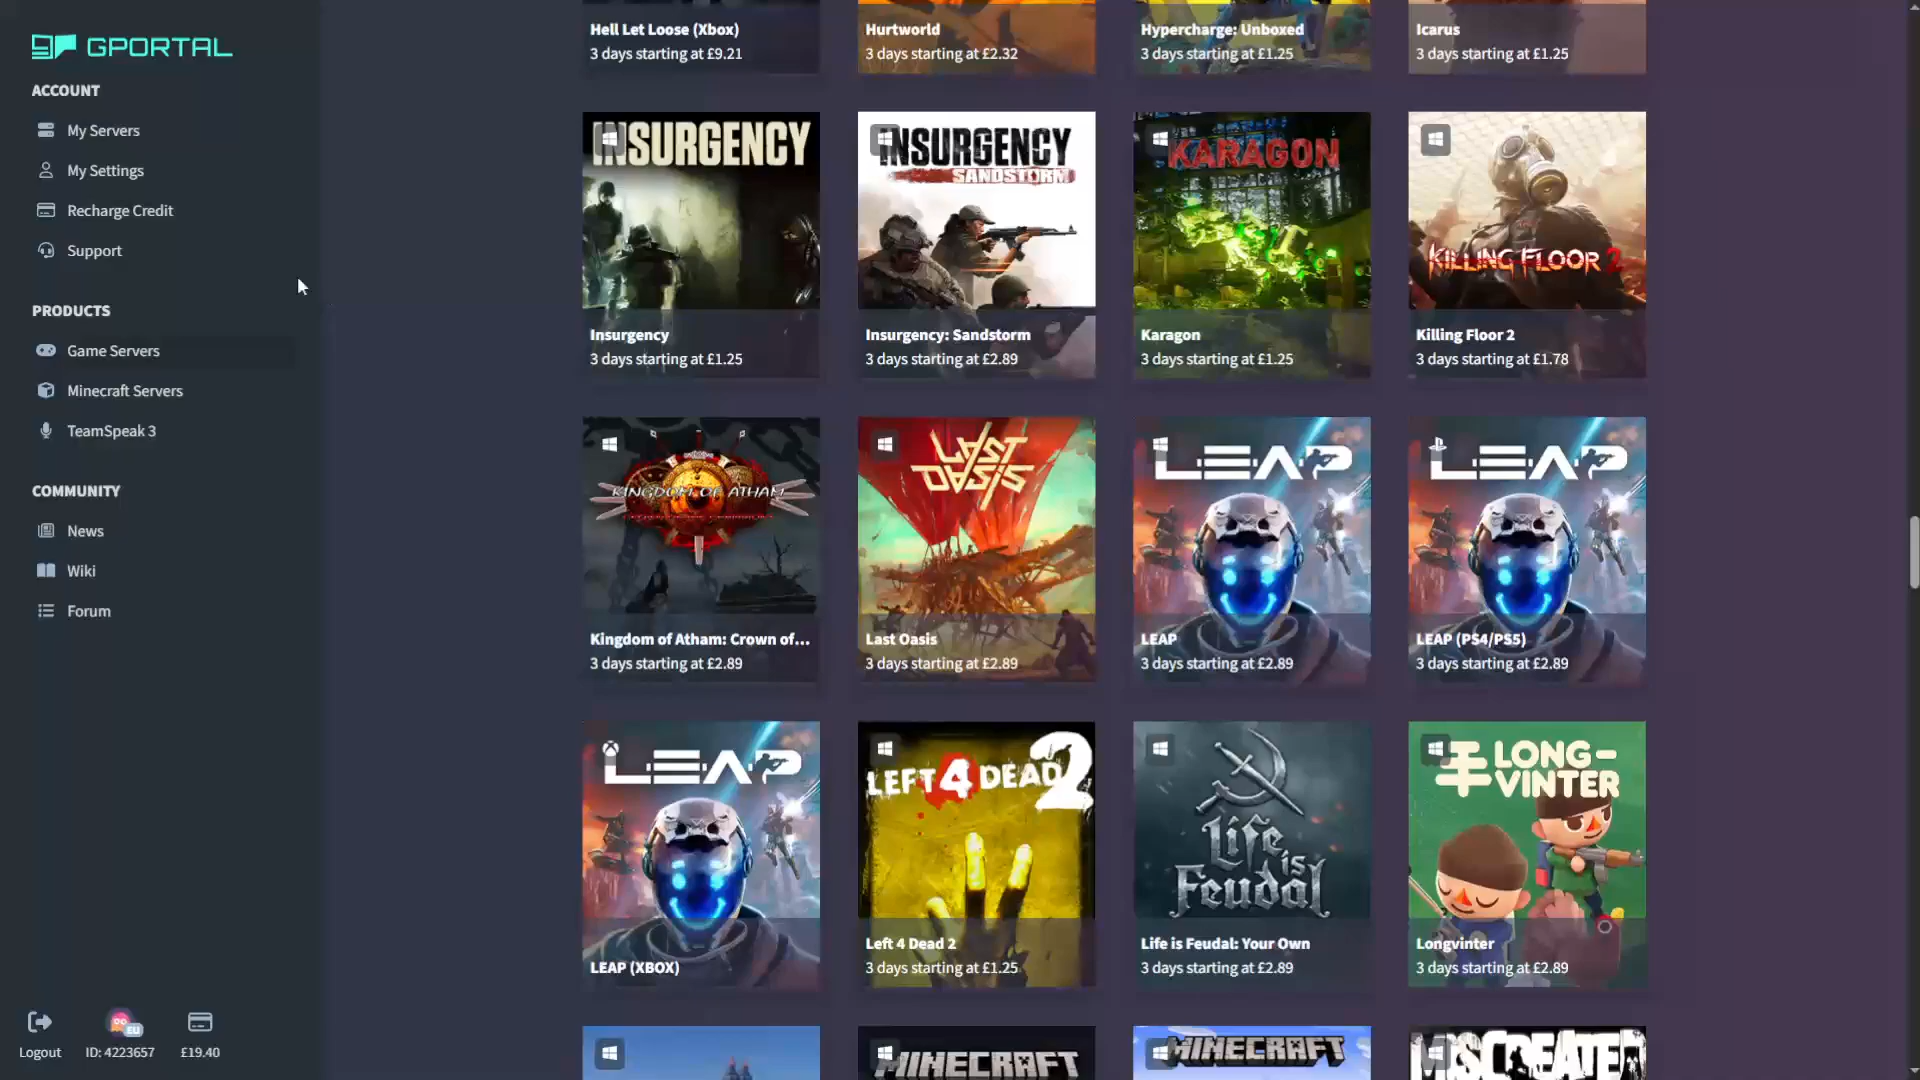 GPORTAL
ACCOUNT
My Servers
My Settings
Recharge Credit
Support
PRODUCTS
Game Servers
Minecraft Servers
TeamSpeak 3
COMMUNITY
News
Wiki
Forum
Logout
EU
ID: 4223657
£19.40
Hell Let Loose (Xbox)
3 days starting at £9.21
Hurtworld
3 days starting at £2.32
Hypercharge: Unboxed
3 days starting at £1.25
Icarus
3 days starting at £1.25
INSURGENCY
Insurgency
3 days starting at £1.25
INSURGENCY
SANDSTORM
Insurgency: Sandstorm
3 days starting at £2.89
KARAGON
Karagon
3 days starting at £1.25
KILLING FLOOR 2
Killing Floor 2
3 days starting at £1.78
KINGDOM OF ATHAM
Kingdom of Atham: Crown of...
3 days starting at £2.89
LAST
OASIS
Last Oasis
3 days starting at £2.89
LEAP
LEAP
3 days starting at £2.89
LEAP
LEAP (PS4/PS5)
3 days starting at £2.89
LEAP
LEAP (XBOX)
LEFT 4 DEAD 2
Left 4 Dead 2
3 days starting at £1.25
Life
is
Feudal
Life is Feudal: Your Own
3 days starting at £2.89
LONG-
VINTER
Longvinter
3 days starting at £2.89
MINECRAFT
MINECRAFT
MISCREATED